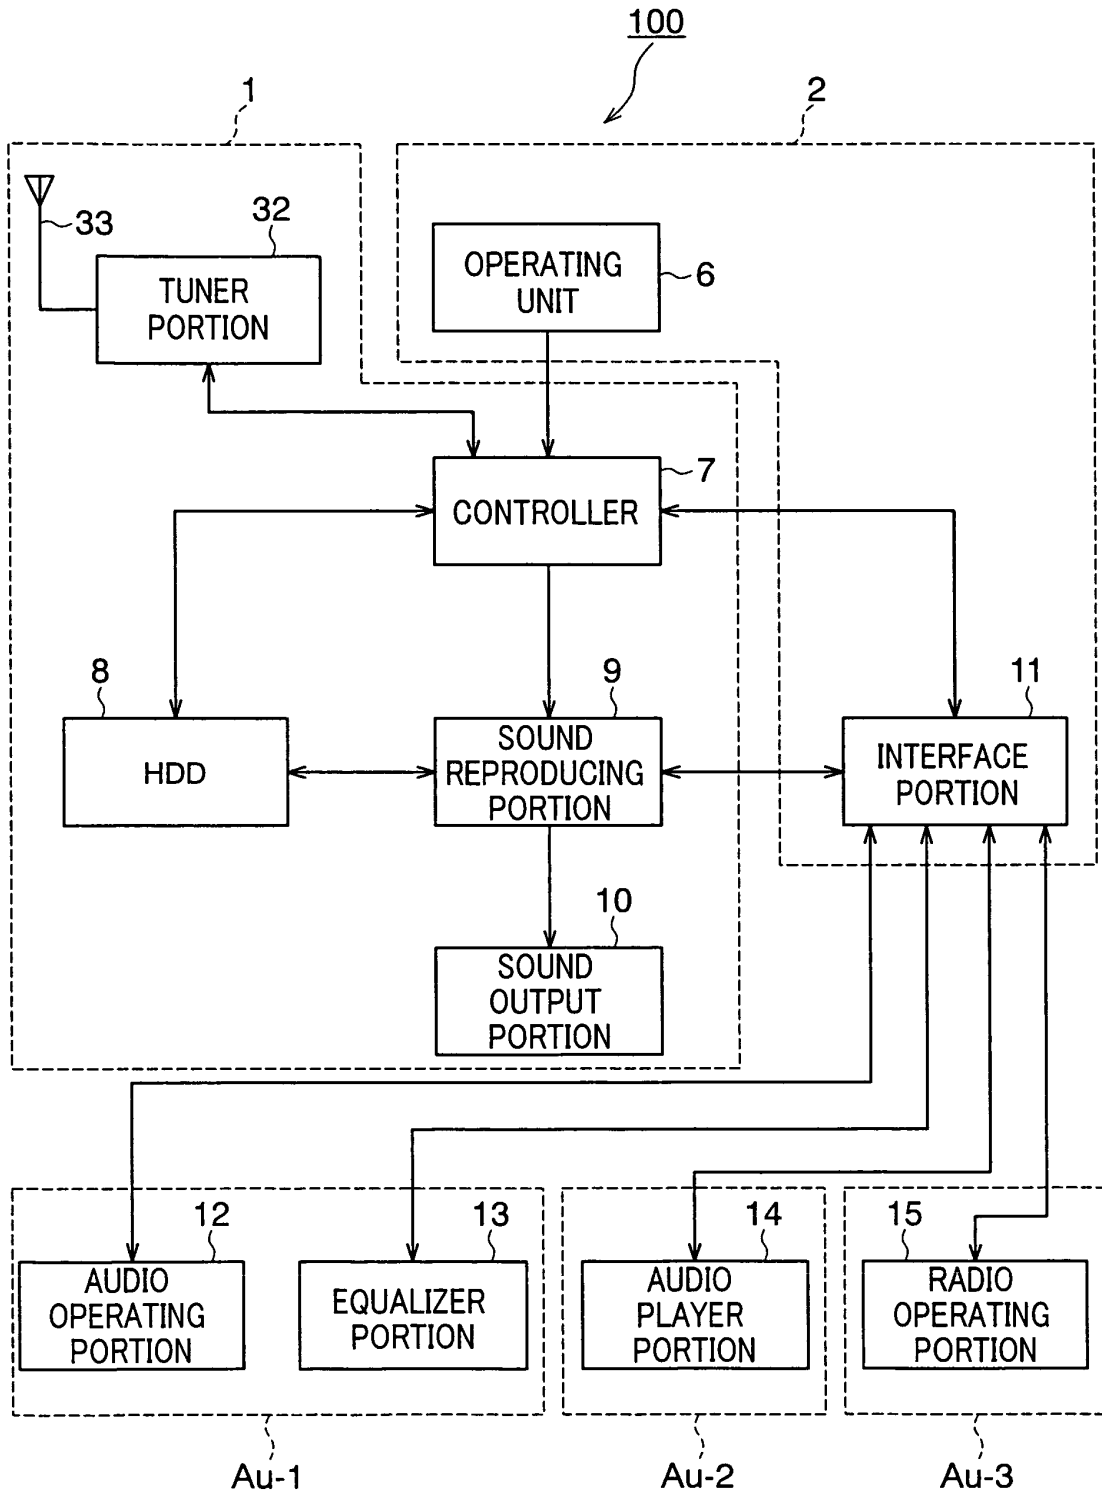 100
1
2
33
32
TUNER
PORTION
OPERATING
UNIT
6
CONTROLLER
7
8
HDD
9
SOUND
REPRODUCING
PORTION
11
INTERFACE
PORTION
10
SOUND
OUTPUT
PORTION
12
AUDIO
OPERATING
PORTION
13
EQUALIZER
PORTION
14
AUDIO
PLAYER
PORTION
15
RADIO
OPERATING
PORTION
Au-1
Au-2
Au-3